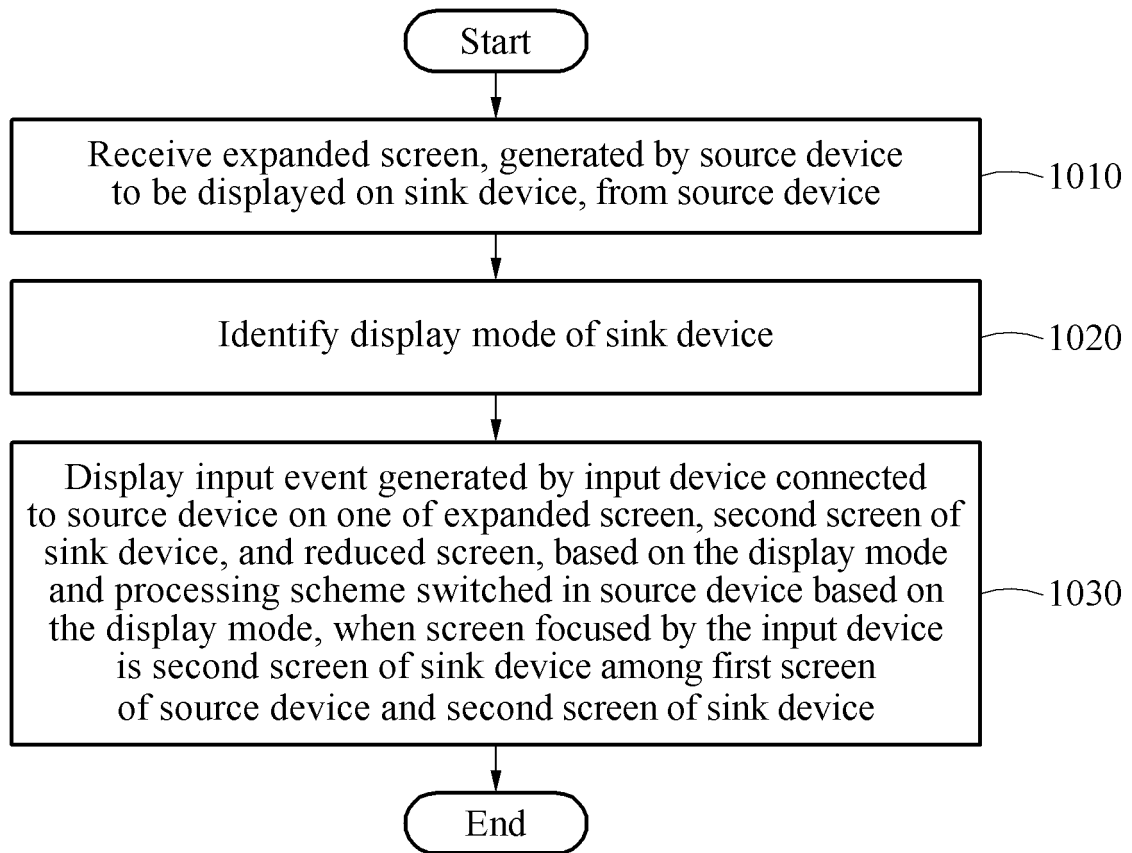 Start
Receive expanded screen, generated by source device
to be displayed on sink device, from source device
1010
Identify display mode of sink device
1020
Display input event generated by input device connected
to source device on one of expanded screen, second screen of
sink device, and reduced screen, based on the display mode
and processing scheme switched in source device based on
the display mode, when screen focused by the input device
is second screen of sink device among first screen
of source device and second screen of sink device
1030
End